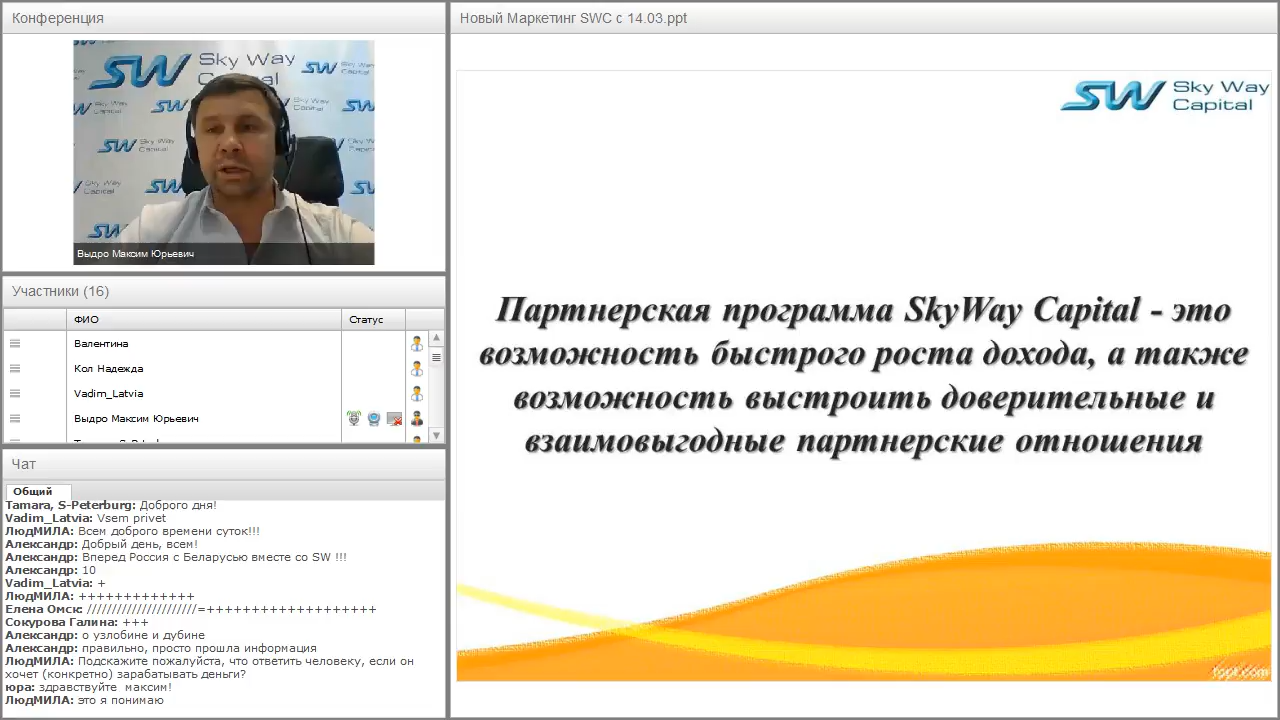 Конференция
SW Sky Way Capital
Выдро Максим Юрьевич
Участники (16)
ФИО Статус
Валентина
Кол Надежда
Vadim_Latvia
Выдро Максим Юрьевич
Чат
Общий
Tamara, S-Peterburg: Доброго дня!
Vadim_Latvia: Vsem privet
ЛюдМИЛА: Всем доброго времени суток!!!
Александр: Добрый день, всем!
Александр: Вперед Россия с Беларусью вместе со SW !!!
Александр: 10
Vadim_Latvia: +
ЛюдМИЛА: +++++++++++++
Елена Омск: //////////////////////=+++++++++++++++++++
Сокурова Галина: +++
Александр: о узлобине и дубине
Александр: правильно, просто прошла информация
ЛюдМИЛА: Подскажите пожалуйста, что ответить человеку, если он
хочет (конкретно) зарабатывать деньги?
юра: здравствуйте  максим!
ЛюдМИЛА: это я понимаю
Новый Маркетинг SWC с 14.03.ppt
SW Sky Way
Capital
Партнерская программа SkyWay Capital - это
возможность быстрого роста дохода, а также
возможность выстроить доверительные и
взаимовыгодные партнерские отношения
fppt.com